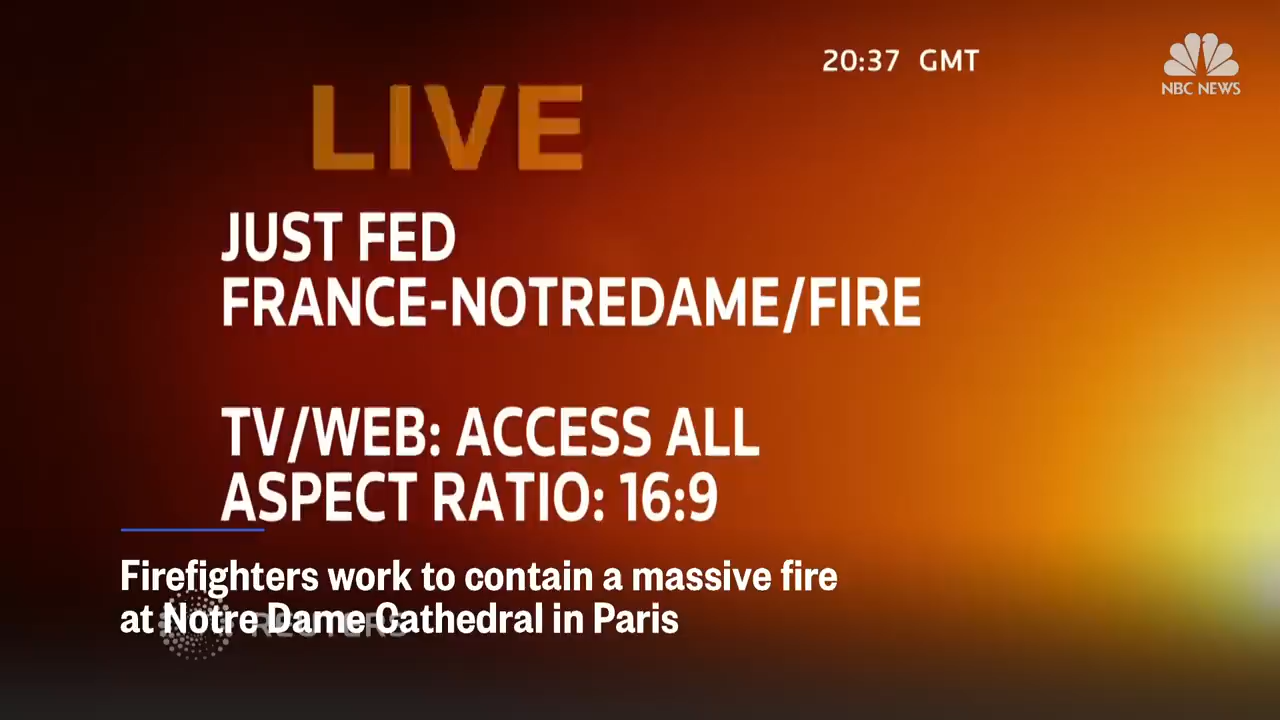 20:37 GMT
NBC NEWS
LIVE
JUST FED
FRANCE-NOTREDAME/FIRE
TV/WEB: ACCESS ALL
ASPECT RATIO: 16:9
Firefighters work to contain a massive fire
at Notre Dame Cathedral in Paris
REUTERS